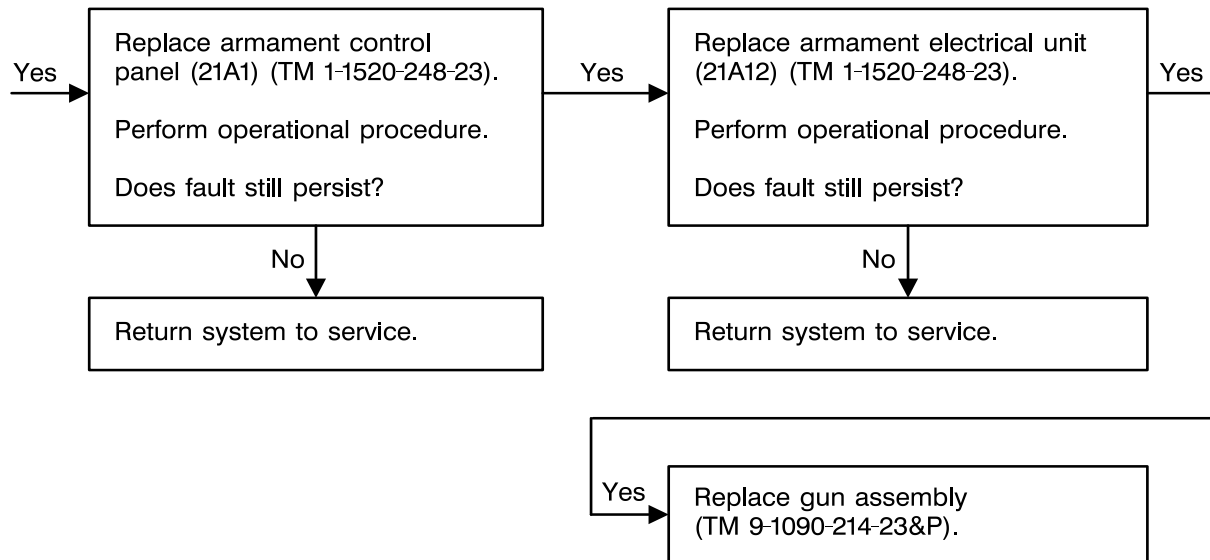 Yes
Replace armament control
panel (21A1) (TM 1-1520-248-23).
Perform operational procedure.
Does fault still persist?
Yes
Replace armament electrical unit
(21A12) (TM 1-1520-248-23).
Perform operational procedure.
Does fault still persist?
Yes
No
Return system to service.
No
Return system to service.
Yes
Replace gun assembly
(TM 9-1090-214-23&P).